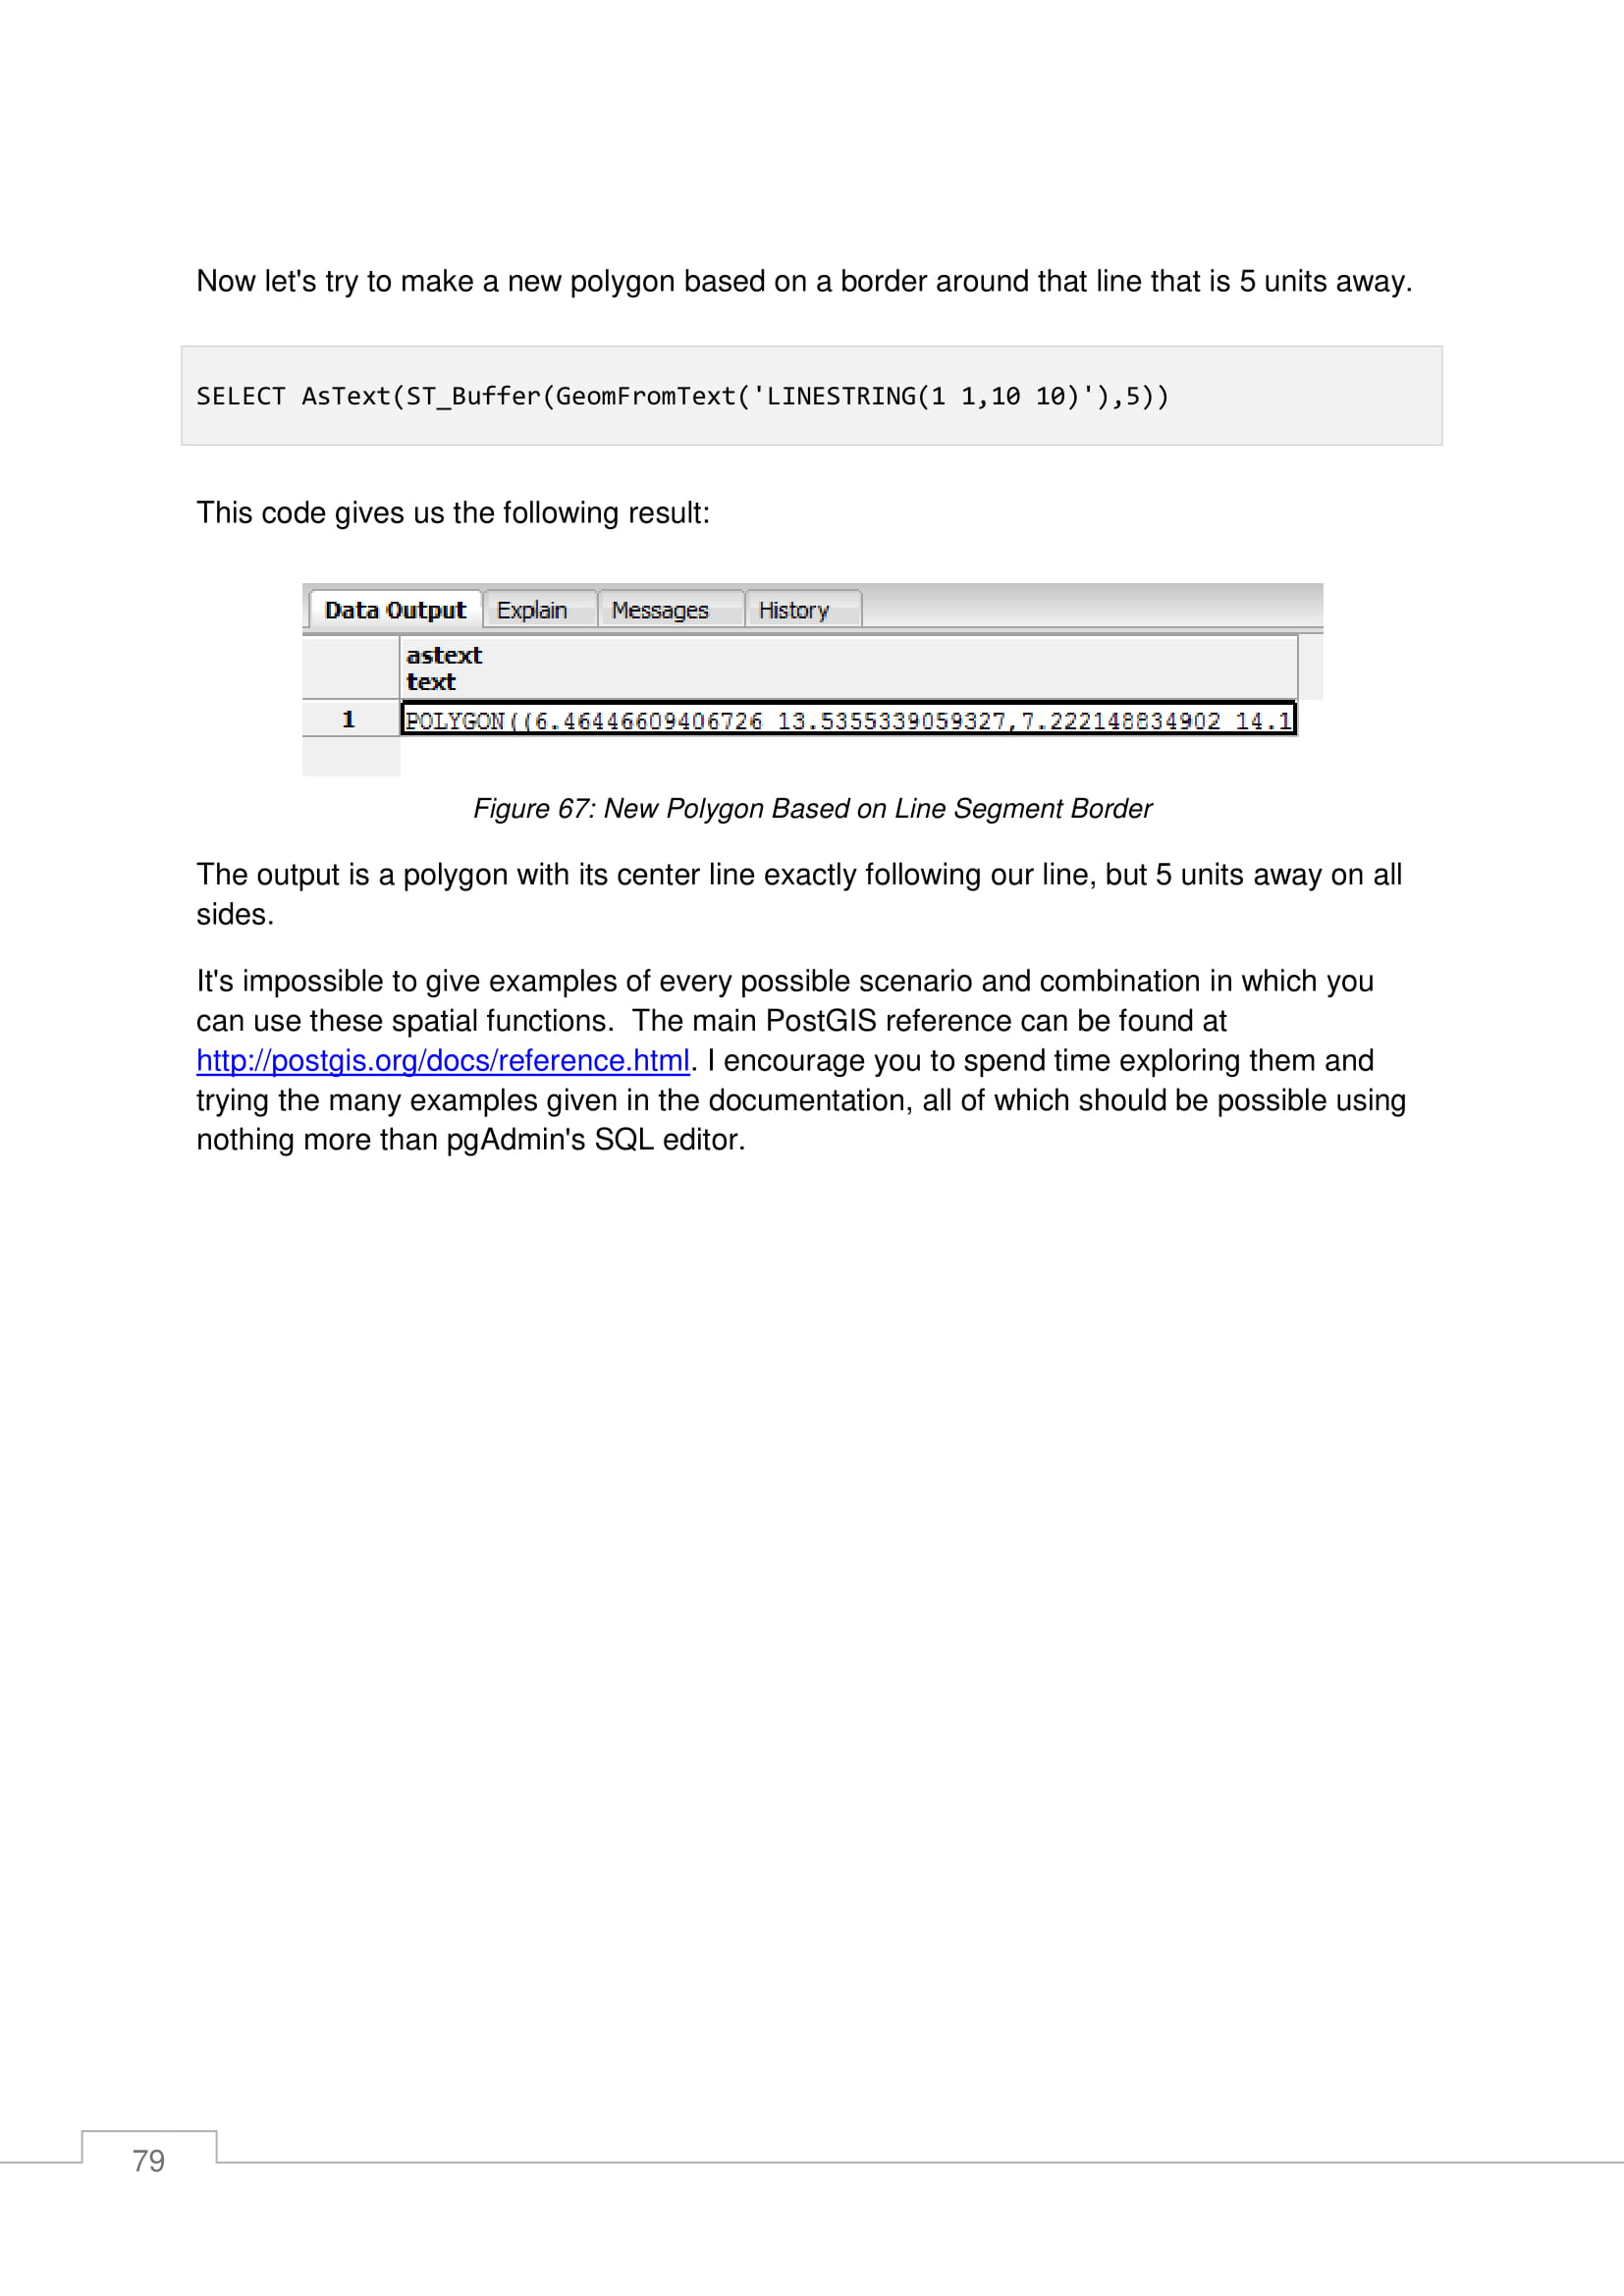 Now let's try to make a new polygon based on a border around that line that is 5 units away.
SELECT AsText(ST_Buffer(GeomFromText('LINESTRING(1 1,10 10)'),5))
This code gives us the following result:
Data Output Explain Messages History
astext
text
1 POLYGON((6.46446609406726 13.5355339059327,7.222148834902 14.1
Figure 67: New Polygon Based on Line Segment Border
The output is a polygon with its center line exactly following our line, but 5 units away on all
sides.
It's impossible to give examples of every possible scenario and combination in which you
can use these spatial functions.  The main PostGIS reference can be found at
http://postgis.org/docs/reference.html. I encourage you to spend time exploring them and
trying the many examples given in the documentation, all of which should be possible using
nothing more than pgAdmin's SQL editor.
79